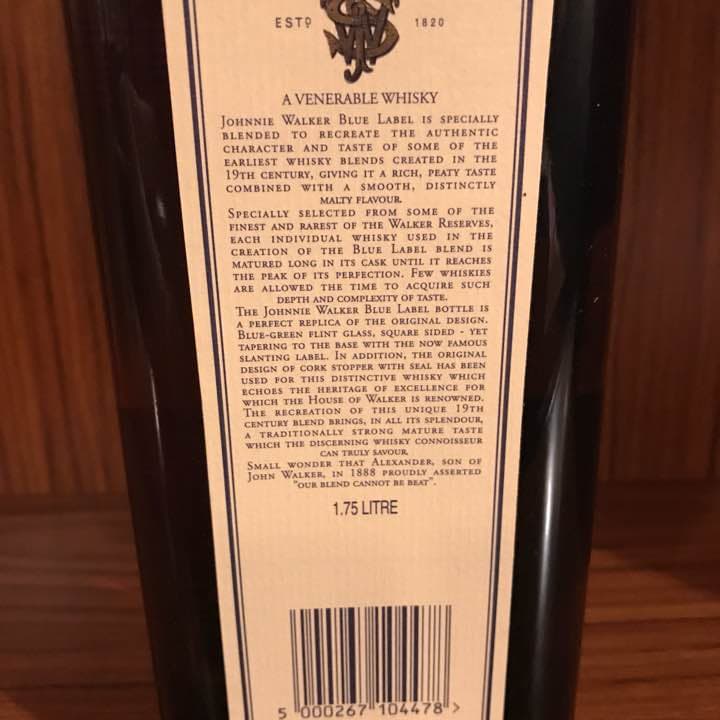 ESTD 1820
A VENERABLE WHISKY
JOHNNIE WALKER BLUE LABEL IS SPECIALLY
BLENDED TO RECREATE THE AUTHENTIC
CHARACTER AND TASTE OF SOME OF THE
EARLIEST WHISKY BLENDS CREATED IN THE
19TH CENTURY, GIVING IT A RICH, PEATY TASTE
COMBINED WITH A SMOOTH, DISTINCTLY
MALTY FLAVOUR.
SPECIALLY SELECTED FROM SOME OF THE
FINEST AND RAREST OF THE WALKER RESERVES,
EACH INDIVIDUAL WHISKY USED IN THE
CREATION OF THE BLUE LABEL BLEND IS
MATURED LONG IN ITS CASK UNTIL IT REACHES
THE PEAK OF ITS PERFECTION. FEW WHISKIES
ARE ALLOWED THE TIME TO ACQUIRE SUCH
DEPTH AND COMPLEXITY OF TASTE.
THE JOHNNIE WALKER BLUE LABEL BOTTLE IS
A PERFECT REPLICA OF THE ORIGINAL DESIGN.
BLUE-GREEN FLINT GLASS, SQUARE SIDED - YET
TAPERING TO THE BASE WITH THE NOW FAMOUS
SLANTING LABEL. IN ADDITION, THE ORIGINAL
DESIGN OF CORK STOPPER WITH SEAL HAS BEEN
USED FOR THIS DISTINCTIVE WHISKY WHICH
ECHOES THE HERITAGE OF EXCELLENCE FOR
WHICH THE HOUSE OF WALKER IS RENOWNED.
THE RECREATION OF THIS UNIQUE 19TH
CENTURY BLEND BRINGS, IN ALL ITS SPLENDOUR,
A TRADITIONALLY STRONG MATURE TASTE
WHICH THE DISCERNING WHISKY CONNOISSEUR
CAN TRULY SAVOUR.
SMALL WONDER THAT ALEXANDER, SON OF
JOHN WALKER, IN 1888 PROUDLY ASSERTED
"OUR BLEND CANNOT BE BEAT".
1.75 LITRE
5 000267 104478 >